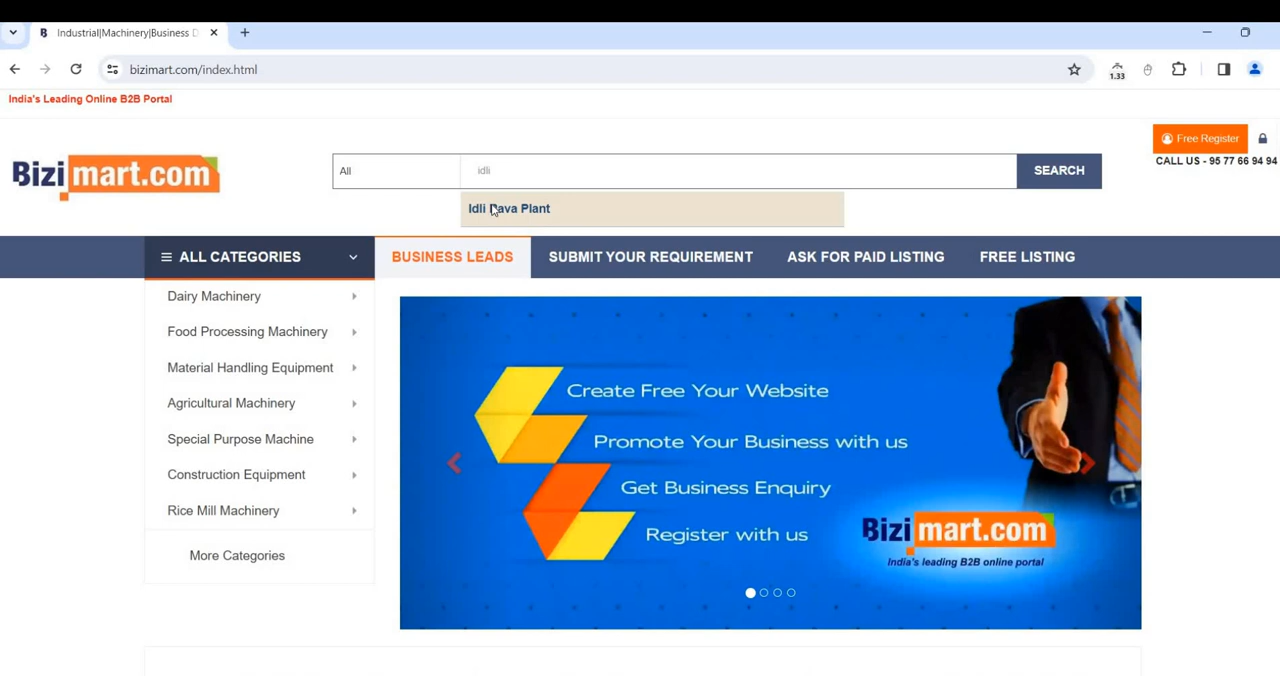 Industrial|Machinery|Business D
bizimart.com/index.html
1.33
India's Leading Online B2B Portal
Free Register
CALL US - 95 77 66 94 94
Bizimart.com
All
idli
SEARCH
Idli Rava Plant
ALL CATEGORIES
BUSINESS LEADS
SUBMIT YOUR REQUIREMENT
ASK FOR PAID LISTING
FREE LISTING
Dairy Machinery
Food Processing Machinery
Material Handling Equipment
Agricultural Machinery
Special Purpose Machine
Construction Equipment
Rice Mill Machinery
More Categories
Create Free Your Website
Promote Your Business with us
Get Business Enquiry
Register with us
Bizimart.com
India's leading B2B online portal